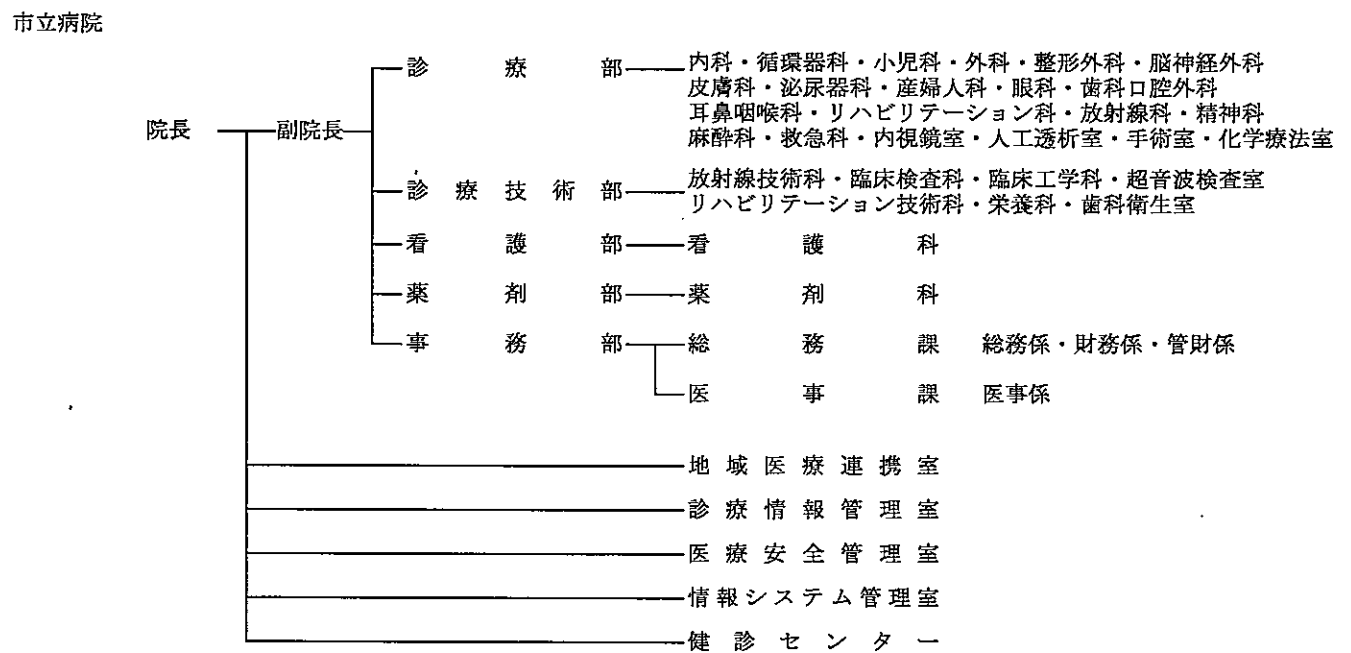 市立病院
院長 副院長 診療部 内科・循環器科・小児科・外科・整形外科・脳神経外科
皮膚科・泌尿器科・産婦人科・眼科・歯科口腔外科
耳鼻咽喉科・リハビリテーション科・放射線科・精神科
麻酔科・救急科・内視鏡室・人工透析室・手術室・化学療法室
診療技術部 放射線技術科・臨床検査科・臨床工学科・超音波検査室
リハビリテーション技術科・栄養科・歯科衛生室
看護部 看護科
薬剤部 薬剤科
事務部 総務課 総務係・財務係・管財係
医事課 医事係
地域医療連携室
診療情報管理室
医療安全管理室
情報システム管理室
健診センター